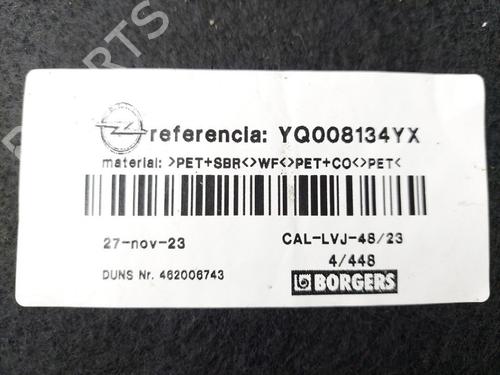 PARTS
referencia: YQ008134YX
material: >PET+SBR<>WF<>PET+CO<>PET<
27-nov-23 CAL-LVJ-48/23
4/448
DUNS Nr. 462006743 BORGERS